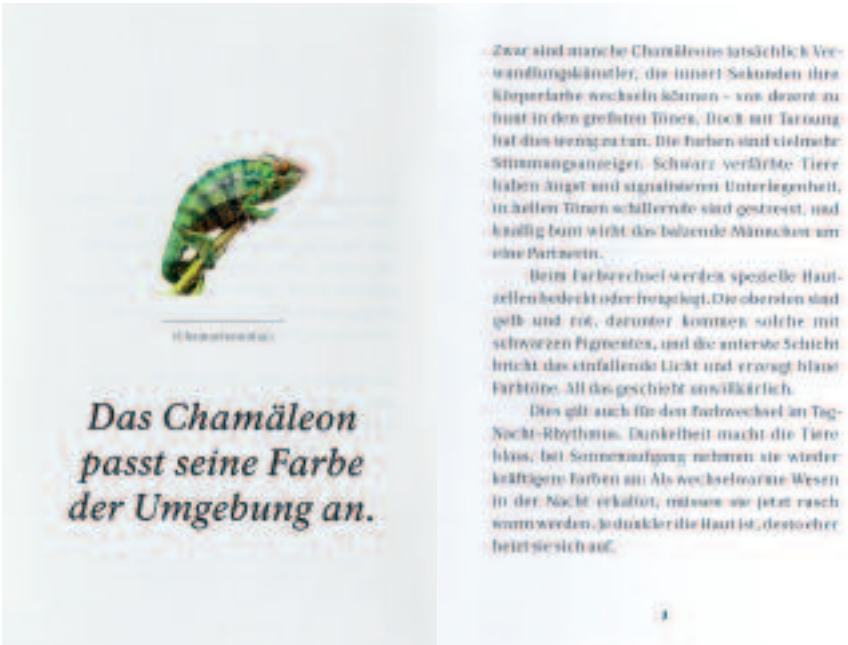 (Chamaeleonidae)
Das Chamäleon
passt seine Farbe
der Umgebung an.
Zwar sind manche Chamäleons tatsächlich Ver-
wandlungskünstler, die innert Sekunden ihre
Körperfarbe wechseln können – von dezent zu
bunt in den grellsten Tönen. Doch mit Tarnung
hat dies wenig zu tun. Die Farben sind vielmehr
Stimmungsanzeiger. Schwarz verfärbte Tiere
haben Angst und signalisieren Unterlegenheit,
in hellen Tönen schillernde sind gestresst, und
knallig bunt wirbt das balzende Männchen um
eine Partnerin.
Beim Farbwechsel werden spezielle Haut-
zellen bedeckt oder freigelegt. Die obersten sind
gelb und rot, darunter kommen solche mit
schwarzen Pigmenten, und die unterste Schicht
bricht das einfallende Licht und erzeugt blaue
Farbtöne. All das geschieht unwillkürlich.
Dies gilt auch für den Farbwechsel im Tag-
Nacht-Rhythmus. Dunkelheit macht die Tiere
blass, bei Sonnenaufgang nehmen sie wieder
kräftigere Farben an: Als wechselwarme Wesen
in der Nacht erkaltet, müssen sie jetzt rasch
warm werden. Je dunkler die Haut ist, desto eher
heizt sie sich auf.